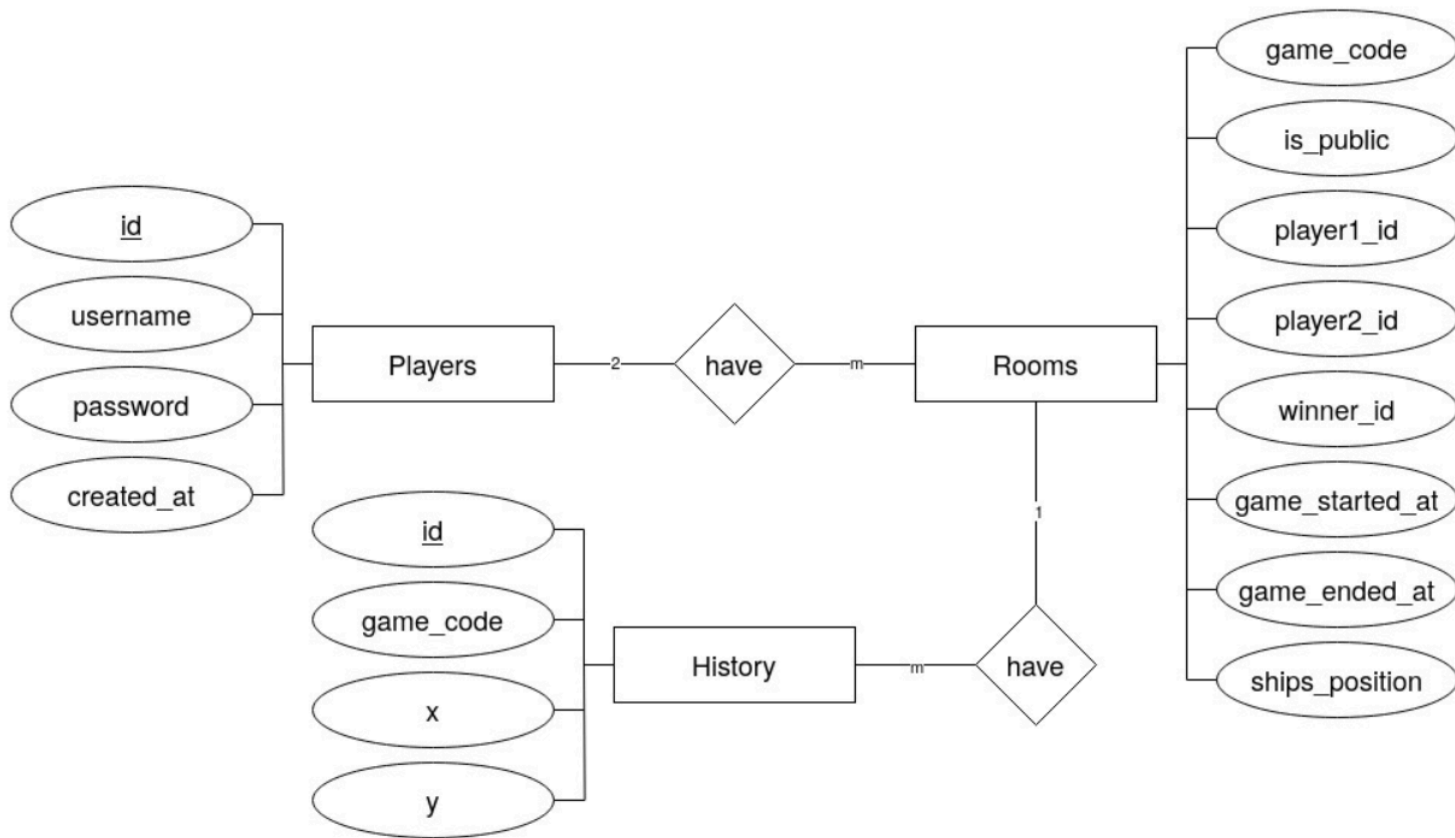 id
username
password
created_at
Players
2
have
m
Rooms
game_code
is_public
player1_id
player2_id
winner_id
game_started_at
game_ended_at
ships_position
1
have
m
History
id
game_code
x
y